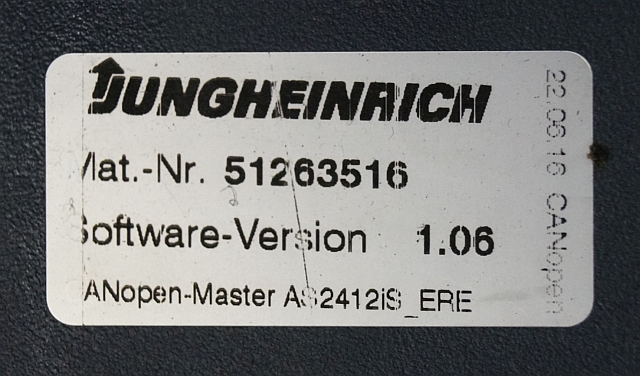 JUNGHEINRICH
Mat.-Nr. 51263516
Software-Version 1.06
CANopen-Master AS2412iS_ERE
22.06.16 CANopen